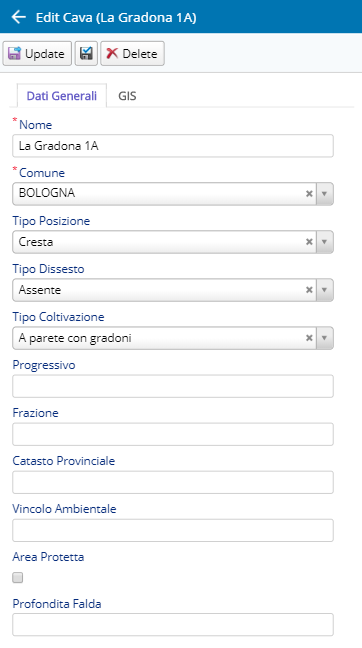 Edit Cava (La Gradona 1A)
Update Delete
Dati Generali GIS
* Nome
La Gradona 1A
* Comune
BOLOGNA
Tipo Posizione
Cresta
Tipo Dissesto
Assente
Tipo Coltivazione
A parete con gradoni
Progressivo
Frazione
Catasto Provinciale
Vincolo Ambientale
Area Protetta
Profondita Falda